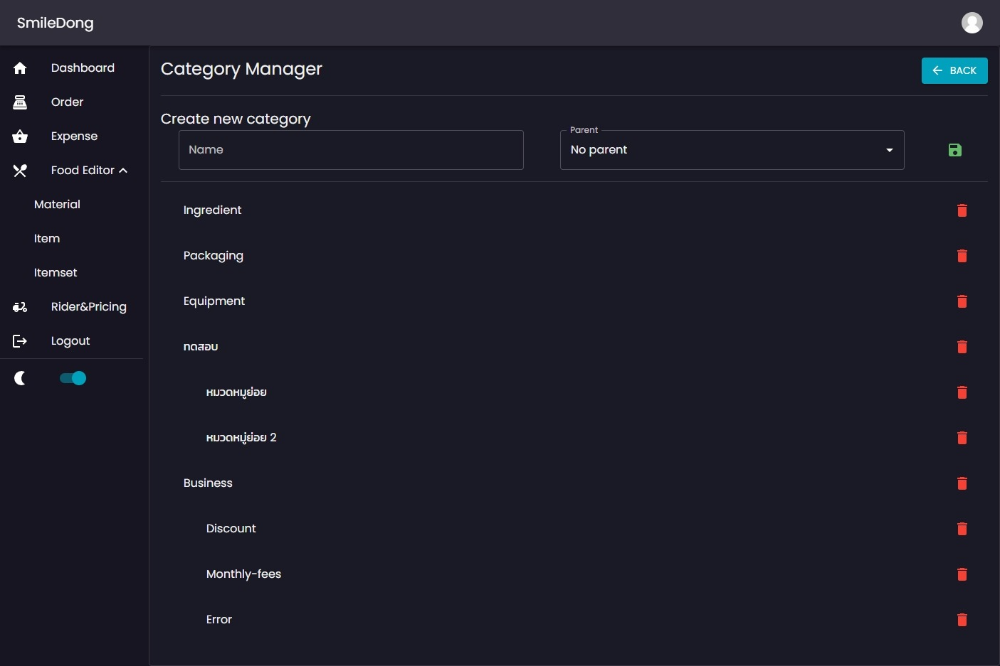 SmileDong
Dashboard
Order
Expense
Food Editor
Material
Item
Itemset
Rider&Pricing
Logout
Category Manager
BACK
Create new category
Name
Parent
No parent
Ingredient
Packaging
Equipment
ทดสอบ
หมวดหมูย่อย
หมวดหมู่ย่อย 2
Business
Discount
Monthly-fees
Error